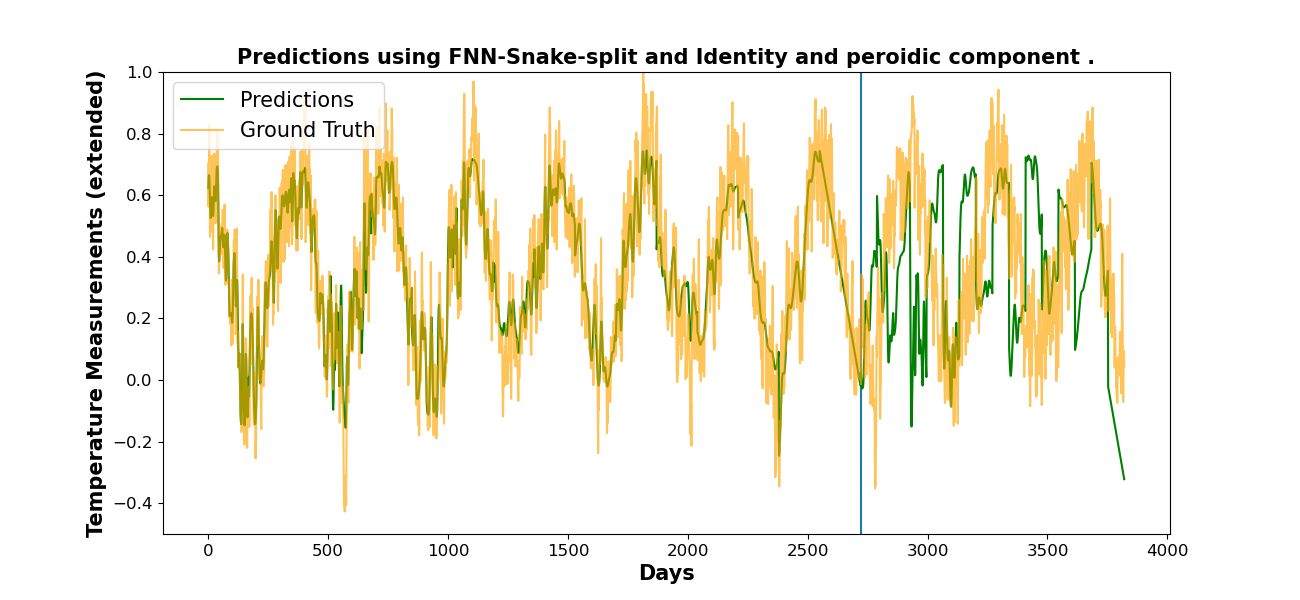 Predictions using FNN-Snake-split and Identity and peroidic component .
Temperature Measurements (extended)
1.0
0.8
0.6
0.4
0.2
0.0
−0.2
−0.4
Predictions
Ground Truth
0 500 1000 1500 2000 2500 3000 3500 4000
Days